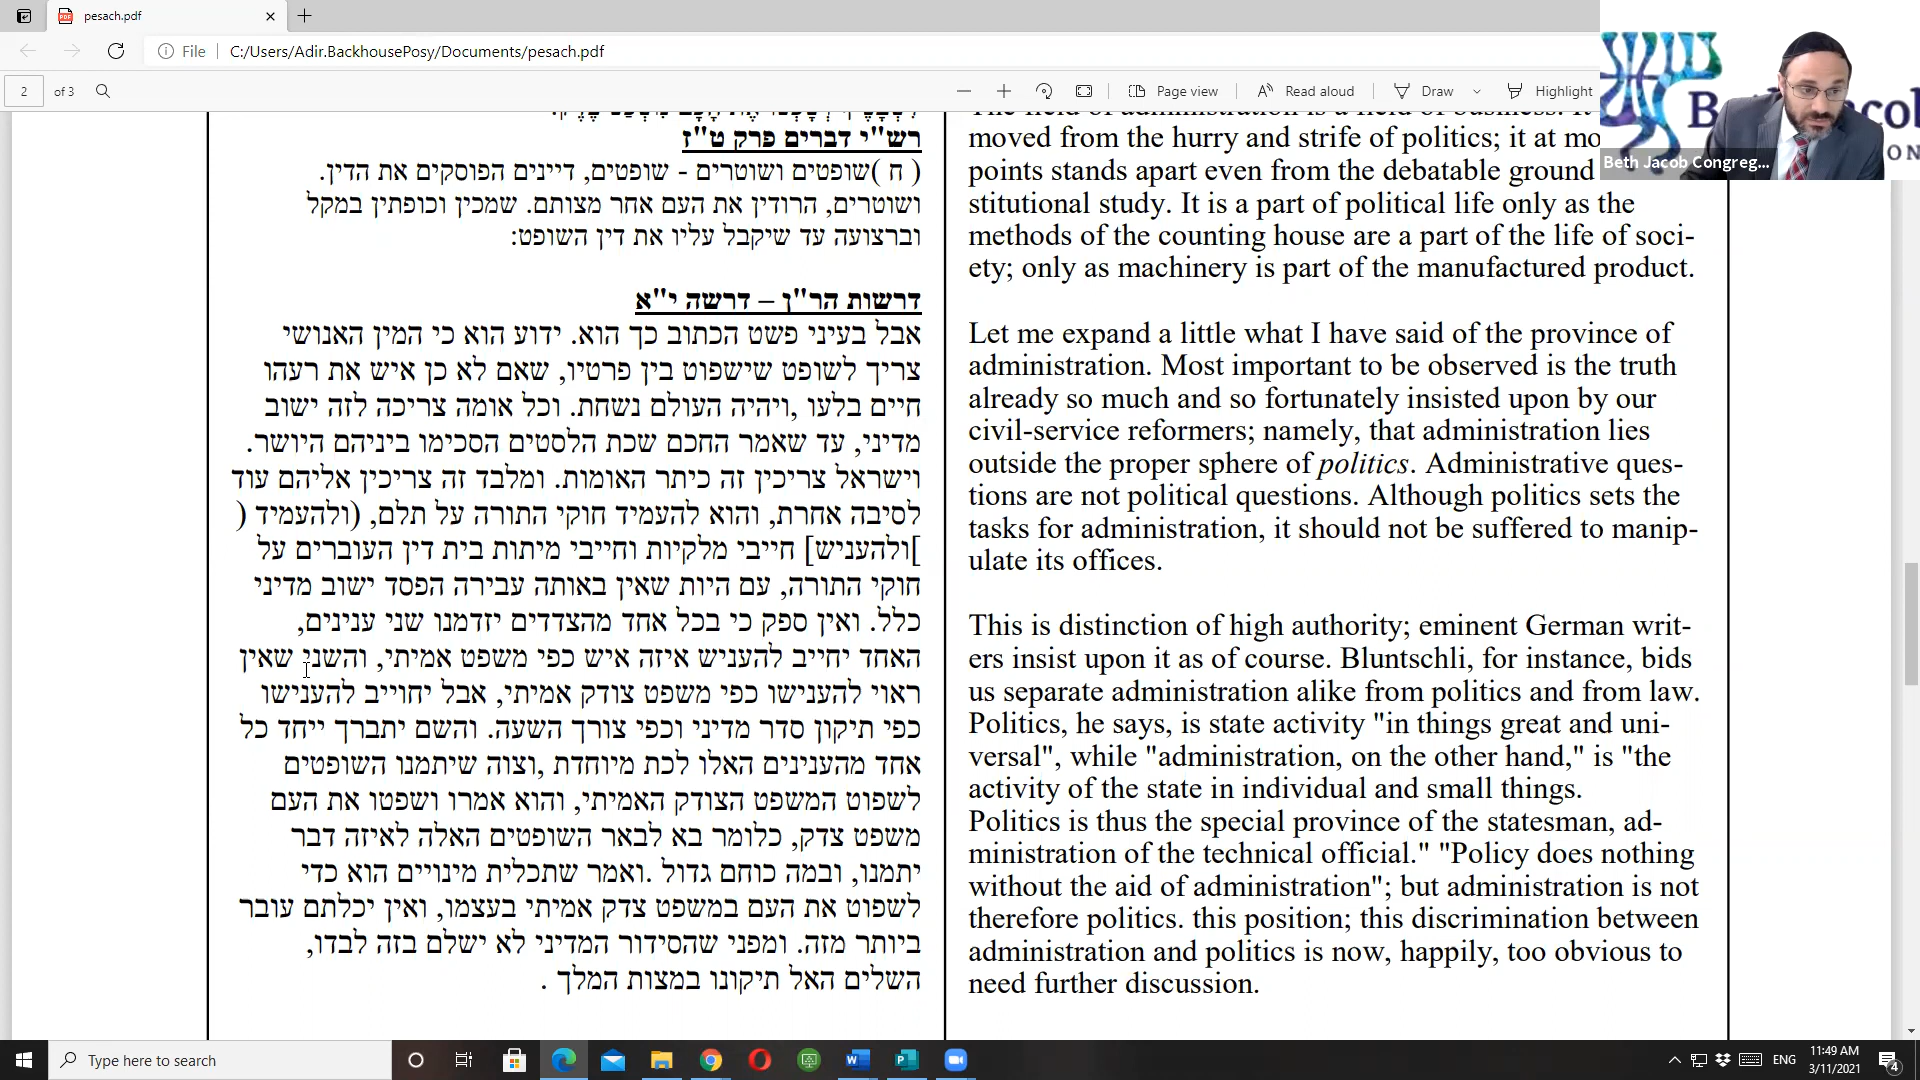 pesach.pdf
File
C:/Users/Adir.BackhousePosy/Documents/pesach.pdf
2
of 3
Page view
Read aloud
Draw
Highlight
Beth Jacob Congreg...
רש"י דברים פרק ט"ז
( ח )שופטים ושוטרים - שופטים, דיינים הפוסקים את הדין.
ושוטרים, הרודין את העם אחר מצותם. שמכין וכופתין במקל
וברצועה עד שיקבל עליו את דין השופט:
דרשות הר"ן – דרשה י"א
אבל בעיני פשט הכתוב כך הוא. ידוע הוא כי המין האנושי
צריך לשופט שישפוט בין פרטיו, שאם לא כן איש את רעהו
חיים בלעו ,ויהיה העולם נשחת. וכל אומה צריכה לזה ישוב
מדיני, עד שאמר החכם שכת הלסטים הסכימו ביניהם היושר.
וישראל צריכין זה כיתר האומות. ומלבד זה צריכין אליהם עוד
לסיבה אחרת, והוא להעמיד חוקי התורה על תלם, (ולהעמיד (
]ולהעניש] חייבי מלקיות וחייבי מיתות בית דין העוברים על
חוקי התורה, עם היות שאין באותה עבירה הפסד ישוב מדיני
כלל. ואין ספק כי בכל אחד מהצדדים יזדמנו שני ענינים,
האחד יחייב להעניש איזה איש כפי משפט אמיתי, והשני שאין
ראוי להענישו כפי משפט צודק אמיתי, אבל יחוייב להענישו
כפי תיקון סדר מדיני וכפי צורך השעה. והשם יתברך ייחד כל
אחד מהענינים האלו לכת מיוחדת ,וצוה שיתמנו השופטים
לשפוט המשפט הצודק האמיתי, והוא אמרו ושפטו את העם
משפט צדק, כלומר בא לבאר השופטים האלה לאיזה דבר
יתמנו, ובמה כוחם גדול .ואמר שתכלית מינויים הוא כדי
לשפוט את העם במשפט צדק אמיתי בעצמו, ואין יכלתם עובר
ביותר מזה. ומפני שהסידור המדיני לא ישלם בזה לבדו,
השלים האל תיקונו במצות המלך .
The field of administration is a field of business. It
moved from the hurry and strife of politics; it at mo
points stands apart even from the debatable ground
stitutional study. It is a part of political life only as the
methods of the counting house are a part of the life of soci-
ety; only as machinery is part of the manufactured product.
Let me expand a little what I have said of the province of
administration. Most important to be observed is the truth
already so much and so fortunately insisted upon by our
civil-service reformers; namely, that administration lies
outside the proper sphere of politics. Administrative ques-
tions are not political questions. Although politics sets the
tasks for administration, it should not be suffered to manip-
ulate its offices.
This is distinction of high authority; eminent German writ-
ers insist upon it as of course. Bluntschli, for instance, bids
us separate administration alike from politics and from law.
Politics, he says, is state activity "in things great and uni-
versal", while "administration, on the other hand," is "the
activity of the state in individual and small things.
Politics is thus the special province of the statesman, ad-
ministration of the technical official." "Policy does nothing
without the aid of administration"; but administration is not
therefore politics. this position; this discrimination between
administration and politics is now, happily, too obvious to
need further discussion.
Type here to search
ENG
11:49 AM
3/11/2021
4